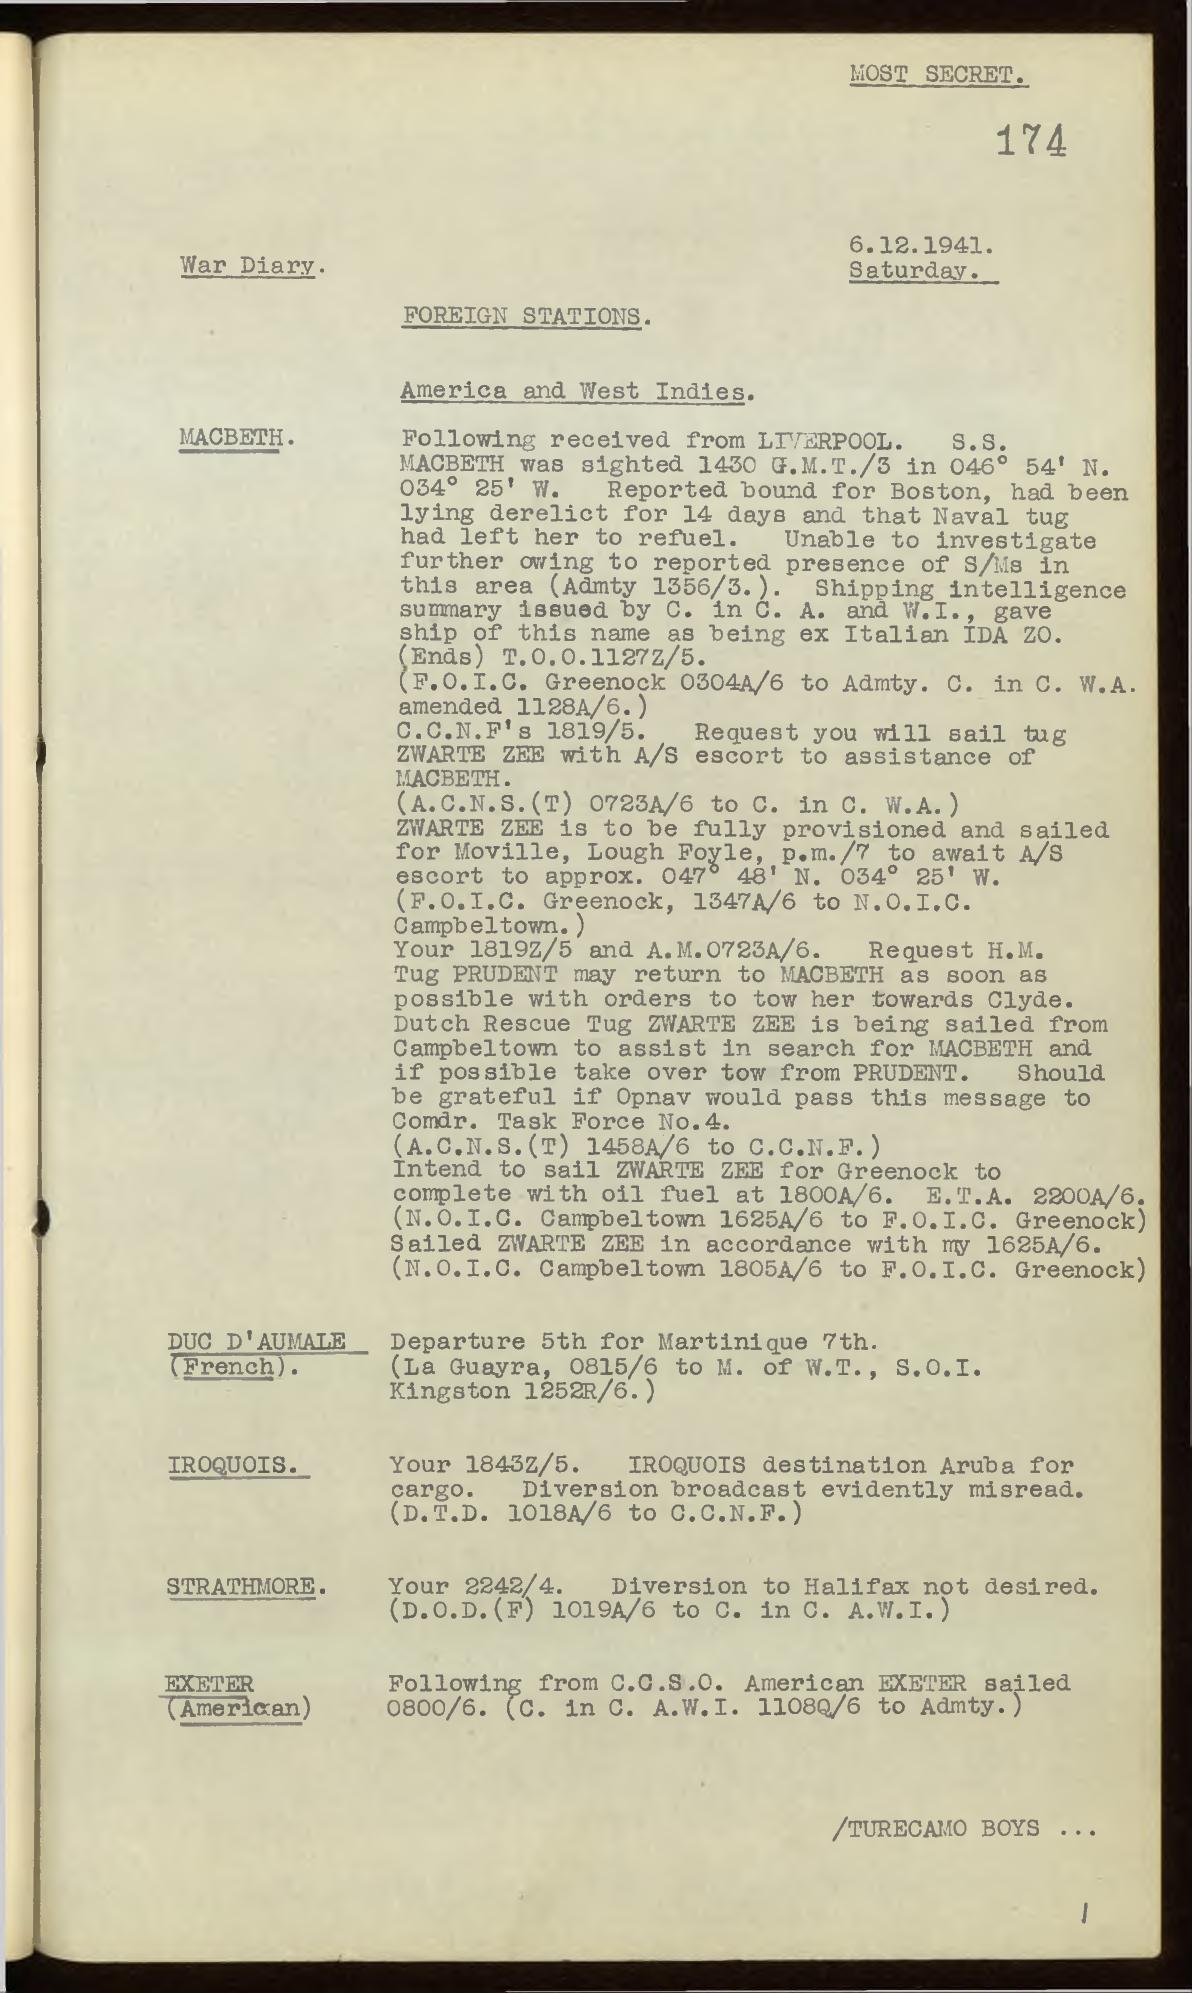 MOST SECRET.
174
6.12.1941.
War Diary.
Saturday.
FOREIGN STATIONS.
America and West Indies.
MACBETH. Following received from LIVERPOOL. S.S.
MACBETH was sighted 1430 G.M.T./3 in 046° 54' N.
034° 25' W. Reported bound for Boston, had been
lying derelict for 14 days and that Naval tug
had left her to refuel. Unable to investigate
further owing to reported presence of S/Ms in
this area (Admty 1356/3.). Shipping intelligence
summary issued by C. in C. A. and W.I., gave
ship of this name as being ex Italian IDA ZO.
(Ends) T.O.O.1127Z/5.
(F.O.I.C. Greenock 0304A/6 to Admty. C. in C. W.A.
amended 1128A/6.)
C.C.N.F's 1819/5. Request you will sail tug
ZWARTE ZEE with A/S escort to assistance of
MACBETH.
(A.C.N.S.(T) 0723A/6 to C. in C. W.A.)
ZWARTE ZEE is to be fully provisioned and sailed
for Moville, Lough Foyle, p.m./7 to await A/S
escort to approx. 047° 48' N. 034° 25' W.
(F.O.I.C. Greenock, 1347A/6 to N.O.I.C.
Campbeltown.)
Your 1819Z/5 and A.M.0723A/6. Request H.M.
Tug PRUDENT may return to MACBETH as soon as
possible with orders to tow her towards Clyde.
Dutch Rescue Tug ZWARTE ZEE is being sailed from
Campbeltown to assist in search for MACBETH and
if possible take over tow from PRUDENT. Should
be grateful if Opnav would pass this message to
Comdr. Task Force No.4.
(A.C.N.S.(T) 1458A/6 to C.C.N.F.)
Intend to sail ZWARTE ZEE for Greenock to
complete with oil fuel at 1800A/6. E.T.A. 2200A/6.
(N.O.I.C. Campbeltown 1625A/6 to F.O.I.C. Greenock)
Sailed ZWARTE ZEE in accordance with my 1625A/6.
(N.O.I.C. Campbeltown 1805A/6 to F.O.I.C. Greenock)
DUC D'AUMALE Departure 5th for Martinique 7th.
(French). (La Guayra, 0815/6 to M. of W.T., S.O.I.
Kingston 1252R/6.)
IROQUOIS. Your 1843Z/5. IROQUOIS destination Aruba for
cargo. Diversion broadcast evidently misread.
(D.T.D. 1018A/6 to C.C.N.F.)
STRATHMORE. Your 2242/4. Diversion to Halifax not desired.
(D.O.D.(F) 1019A/6 to C. in C. A.W.I.)
EXETER Following from C.C.S.O. American EXETER sailed
(American) 0800/6. (C. in C. A.W.I. 1108Q/6 to Admty.)
/TURECAMO BOYS ...
1